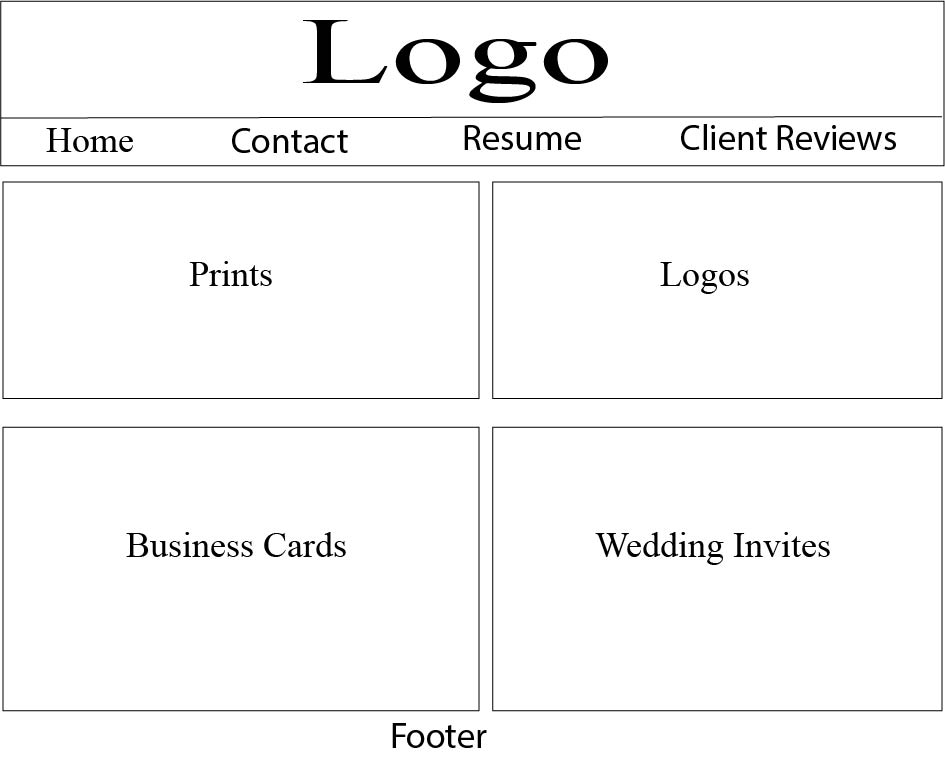 Logo
Home Contact Resume Client Reviews
Prints Logos
Business Cards Wedding Invites
Footer